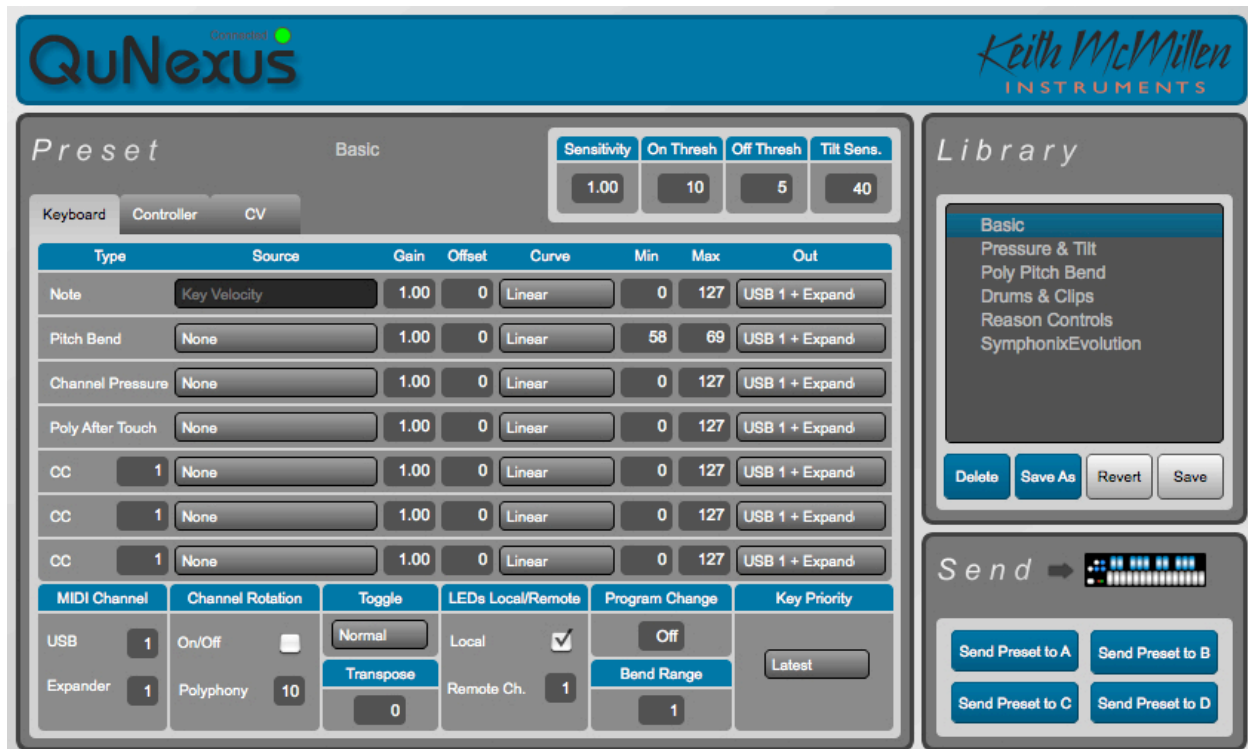 Connected
QuNexus
Keith McMillen
INSTRUMENTS
Preset
Basic
Sensitivity On Thresh Off Thresh Tilt Sens.
1.00 10 5 40
Keyboard Controller CV
Type Source Gain Offset Curve Min Max Out
Note Key Velocity 1.00 0 Linear 0 127 USB 1 + Expand
Pitch Bend None 1.00 0 Linear 58 69 USB 1 + Expand
Channel Pressure None 1.00 0 Linear 0 127 USB 1 + Expand
Poly After Touch None 1.00 0 Linear 0 127 USB 1 + Expand
CC 1 None 1.00 0 Linear 0 127 USB 1 + Expand
CC 1 None 1.00 0 Linear 0 127 USB 1 + Expand
CC 1 None 1.00 0 Linear 0 127 USB 1 + Expand
MIDI Channel Channel Rotation Toggle LEDs Local/Remote Program Change Key Priority
USB 1 On/Off Normal Local Off
Latest
Transpose Bend Range
Expander 1 Polyphony 10 Remote Ch. 1
0 1
Library
Basic
Pressure & Tilt
Poly Pitch Bend
Drums & Clips
Reason Controls
SymphonixEvolution
Delete Save As Revert Save
Send
Send Preset to A Send Preset to B
Send Preset to C Send Preset to D